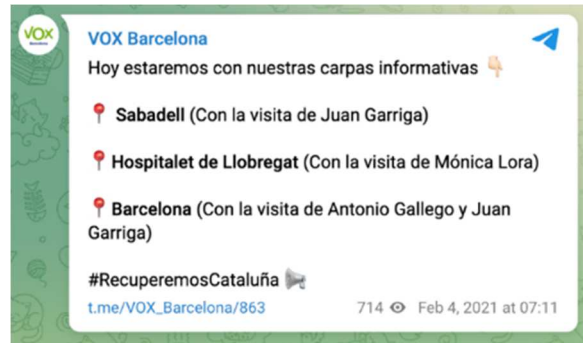 VOX
VOX Barcelona
Hoy estaremos con nuestras carpas informativas 👇🏻
📍 Sabadell (Con la visita de Juan Garriga)
📍 Hospitalet de Llobregat (Con la visita de Mónica Lora)
📍 Barcelona (Con la visita de Antonio Gallego y Juan
Garriga)
#RecuperemosCataluña 📢
t.me/VOX_Barcelona/863 714 Feb 4, 2021 at 07:11